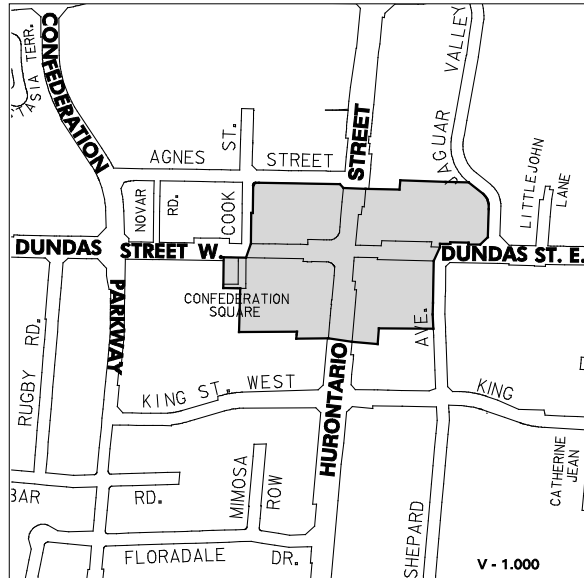 CONFEDERATION
ASIA TERR.
AGNES STREET
ST.
COOK
NOVAR
RD.
STREET
JAGUAR VALLEY
LITTLEJOHN
LANE
DUNDAS STREET W.
DUNDAS ST. E.
CONFEDERATION
SQUARE
PARKWAY
RUGBY RD.
AVE.
HURONTARIO
KING ST. WEST
KING
MIMOSA
ROW
BAR RD.
SHEPARD
CATHERINE
JEAN
FLORADALE DR.
V - 1.000